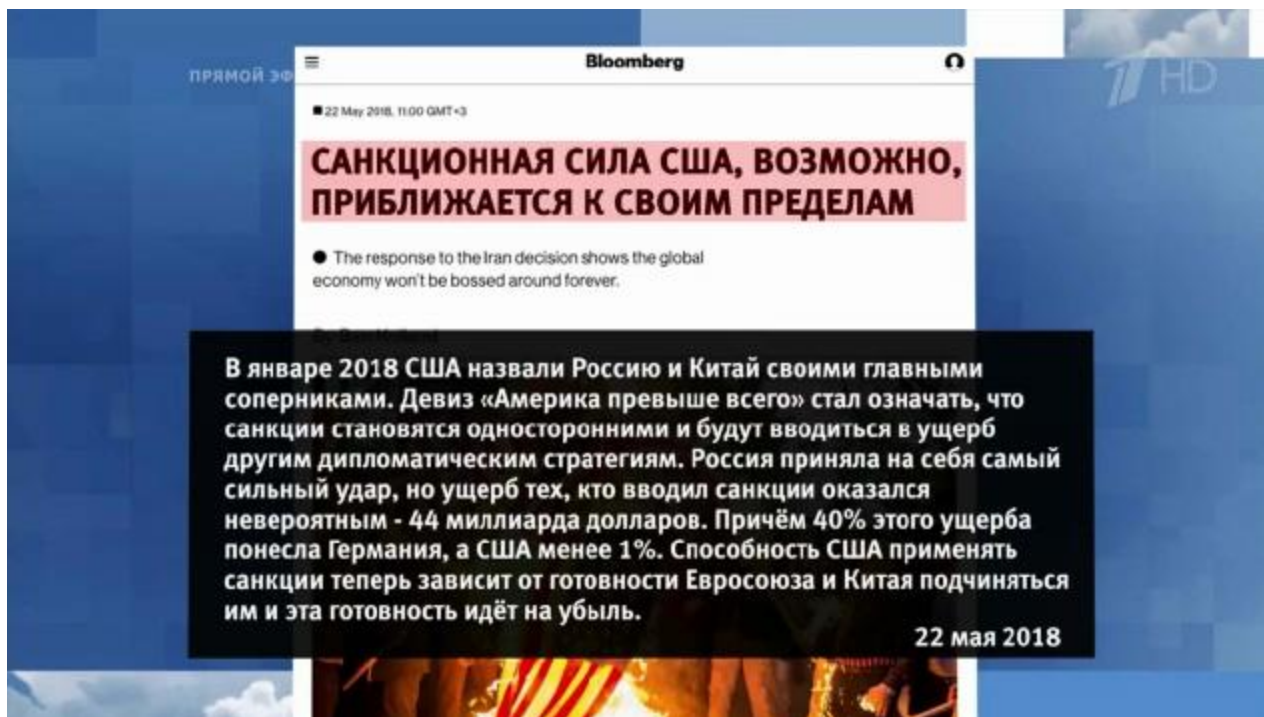 ПРЯМОЙ ЭФ
Bloomberg
HD
22 May 2018, 11:00 GMT+3
САНКЦИОННАЯ СИЛА США, ВОЗМОЖНО,
ПРИБЛИЖАЕТСЯ К СВОИМ ПРЕДЕЛАМ
● The response to the Iran decision shows the global
economy won't be bossed around forever.
В январе 2018 США назвали Россию и Китай своими главными
соперниками. Девиз «Америка превыше всего» стал означать, что
санкции становятся односторонними и будут вводиться в ущерб
другим дипломатическим стратегиям. Россия приняла на себя самый
сильный удар, но ущерб тех, кто вводил санкции оказался
невероятным - 44 миллиарда долларов. Причём 40% этого ущерба
понесла Германия, а США менее 1%. Способность США применять
санкции теперь зависит от готовности Евросоюза и Китая подчиняться
им и эта готовность идёт на убыль.
22 мая 2018